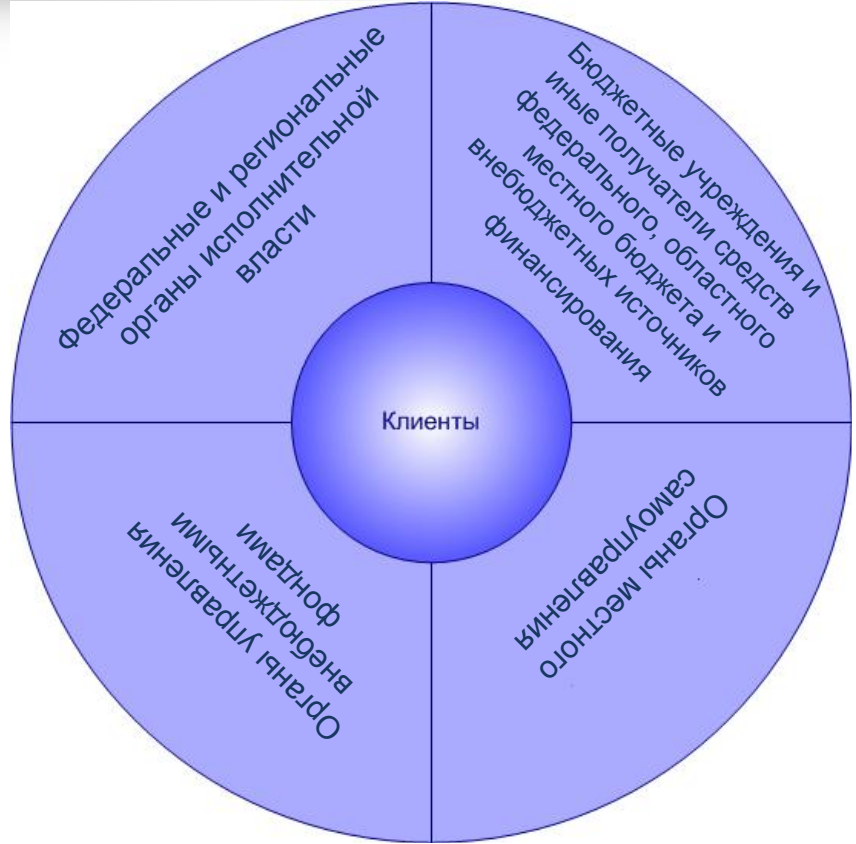 Федеральные и региональные
органы исполнительной
власти
Бюджетные учреждения и
иные получатели средств
федерального, областного
местного бюджета и
внебюджетных источников
финансирования
Клиенты
Органы управления
внебюджетными
фондами
Органы местного
самоуправления